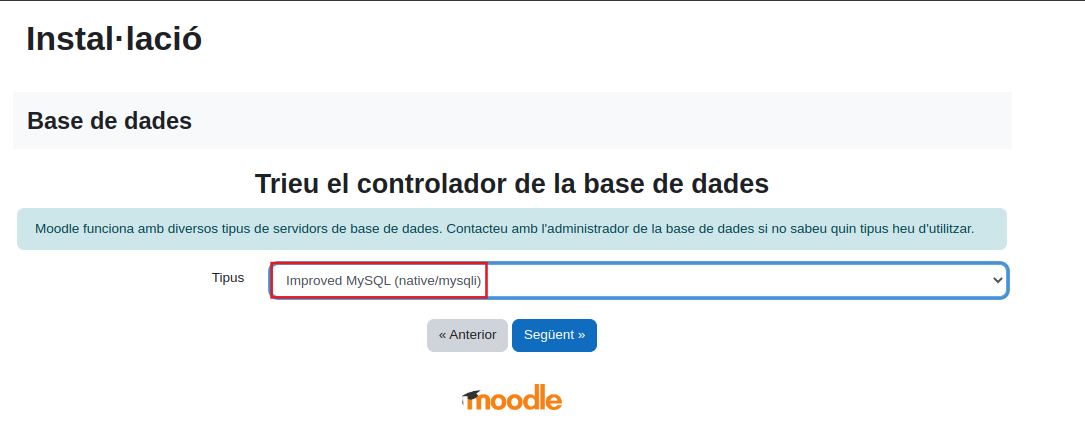 Instal·lació
Base de dades
Trieu el controlador de la base de dades
Moodle funciona amb diversos tipus de servidors de base de dades. Contacteu amb l'administrador de la base de dades si no sabeu quin tipus heu d'utilitzar.
Tipus
Improved MySQL (native/mysqli)
« Anterior
Següent »
moodle